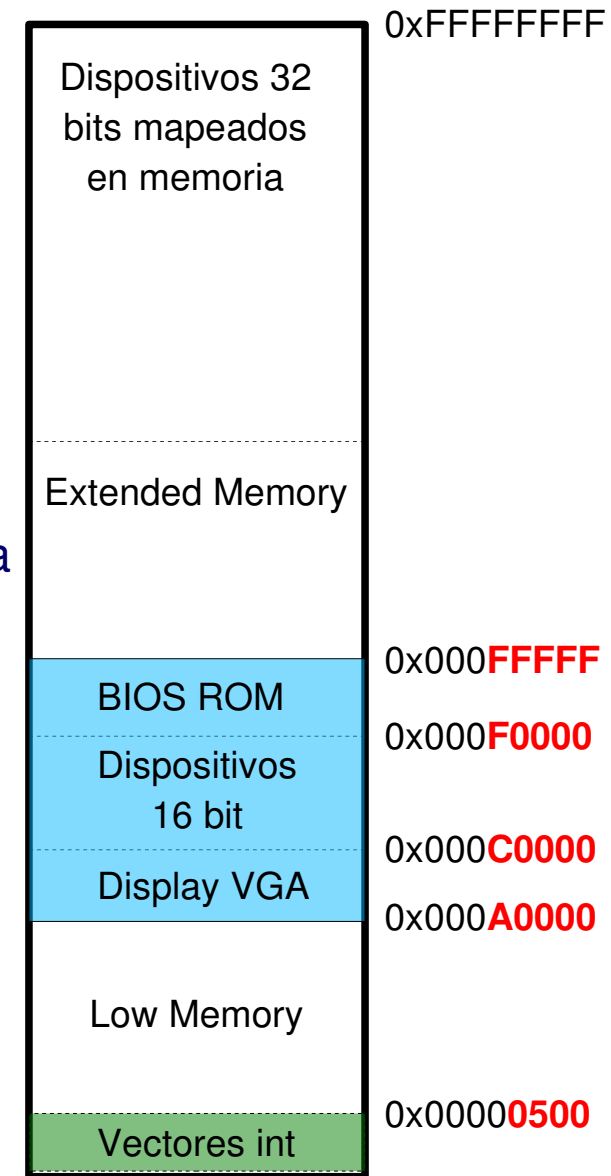 0xFFFFFFFF
Dispositivos 32
bits mapeados
en memoria
Extended Memory
a
0x000FFFFF
BIOS ROM
0x000F0000
Dispositivos
16 bit
0x000C0000
Display VGA
0x000A0000
Low Memory
0x00000500
Vectores int